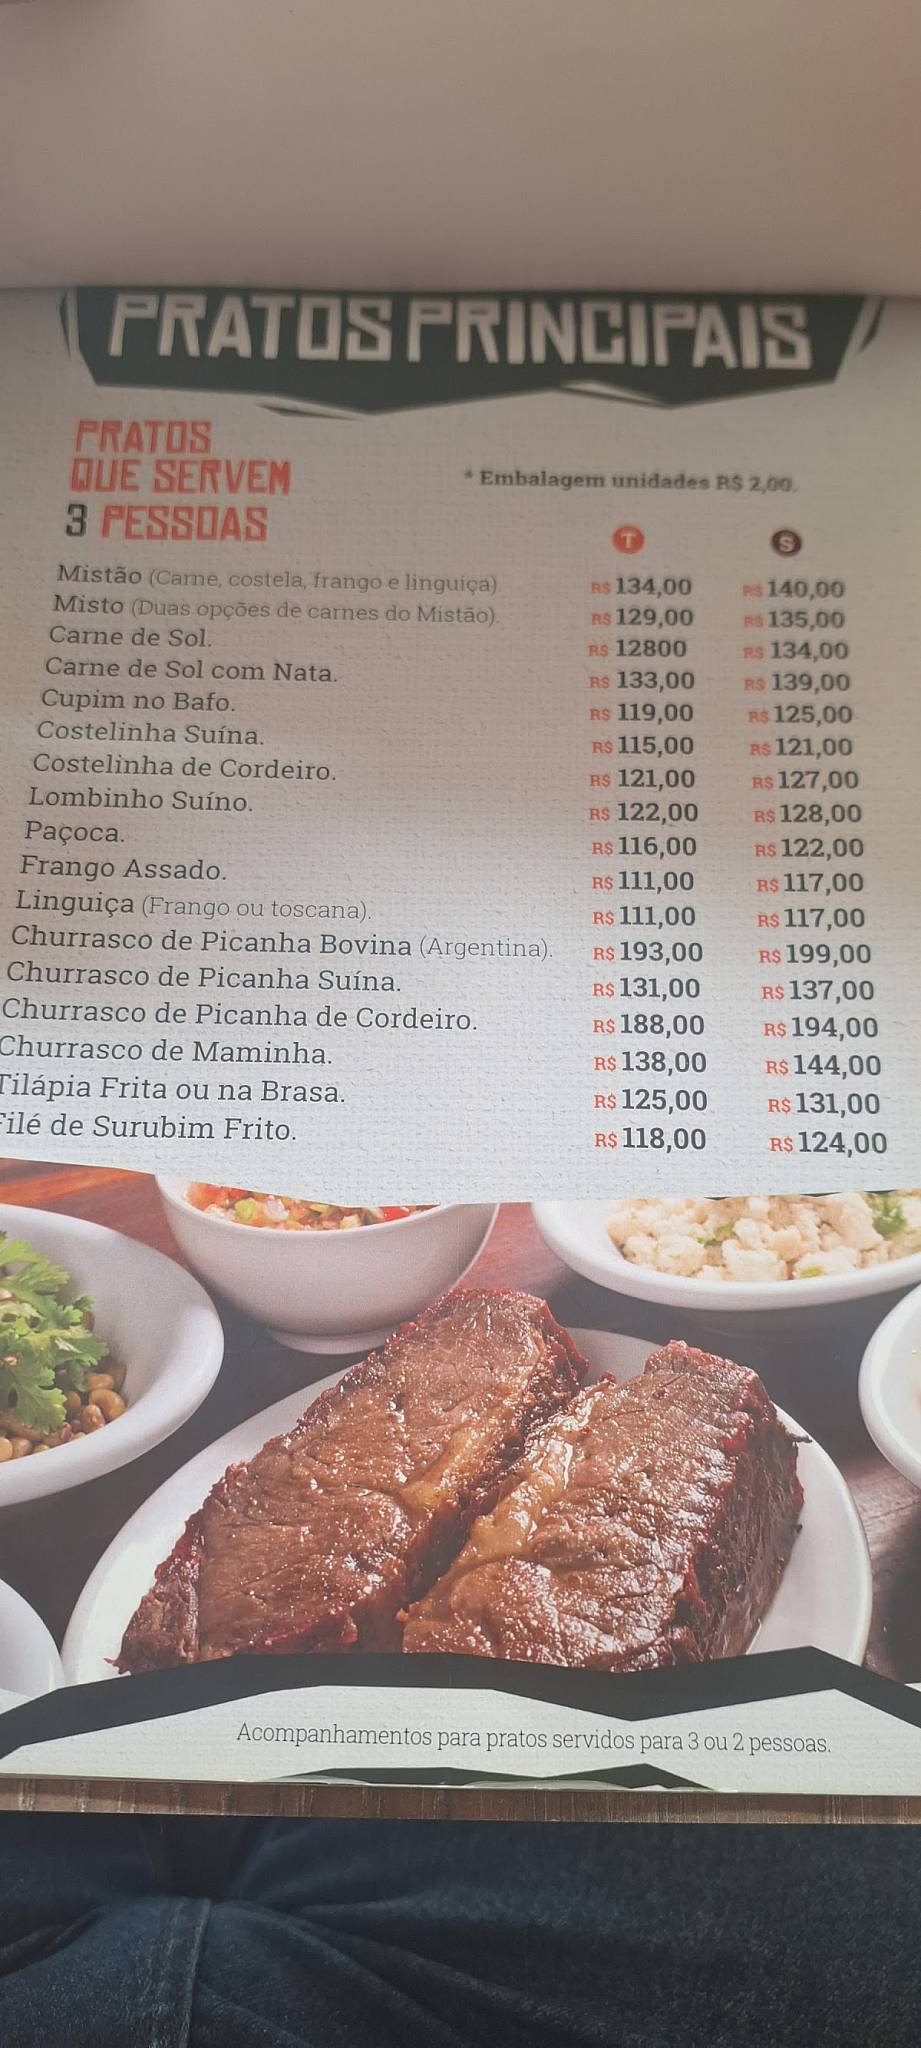 PRATOS PRINCIPAIS
PRATOS
QUE SERVEM
3 PESSOAS
* Embalagem unidades R$ 2,00.
T S
Mistão (Carne, costela, frango e linguiça). R$ 134,00 R$ 140,00
Misto (Duas opções de carnes do Mistão). R$ 129,00 R$ 135,00
Carne de Sol. R$ 12800 R$ 134,00
Carne de Sol com Nata. R$ 133,00 R$ 139,00
Cupim no Bafo. R$ 119,00 R$ 125,00
Costelinha Suína. R$ 115,00 R$ 121,00
Costelinha de Cordeiro. R$ 121,00 R$ 127,00
Lombinho Suíno. R$ 122,00 R$ 128,00
Paçoca. R$ 116,00 R$ 122,00
Frango Assado. R$ 111,00 R$ 117,00
Linguiça (Frango ou toscana). R$ 111,00 R$ 117,00
Churrasco de Picanha Bovina (Argentina). R$ 193,00 R$ 199,00
Churrasco de Picanha Suína. R$ 131,00 R$ 137,00
Churrasco de Picanha de Cordeiro. R$ 188,00 R$ 194,00
Churrasco de Maminha. R$ 138,00 R$ 144,00
Tilápia Frita ou na Brasa. R$ 125,00 R$ 131,00
Filé de Surubim Frito. R$ 118,00 R$ 124,00
Acompanhamentos para pratos servidos para 3 ou 2 pessoas.